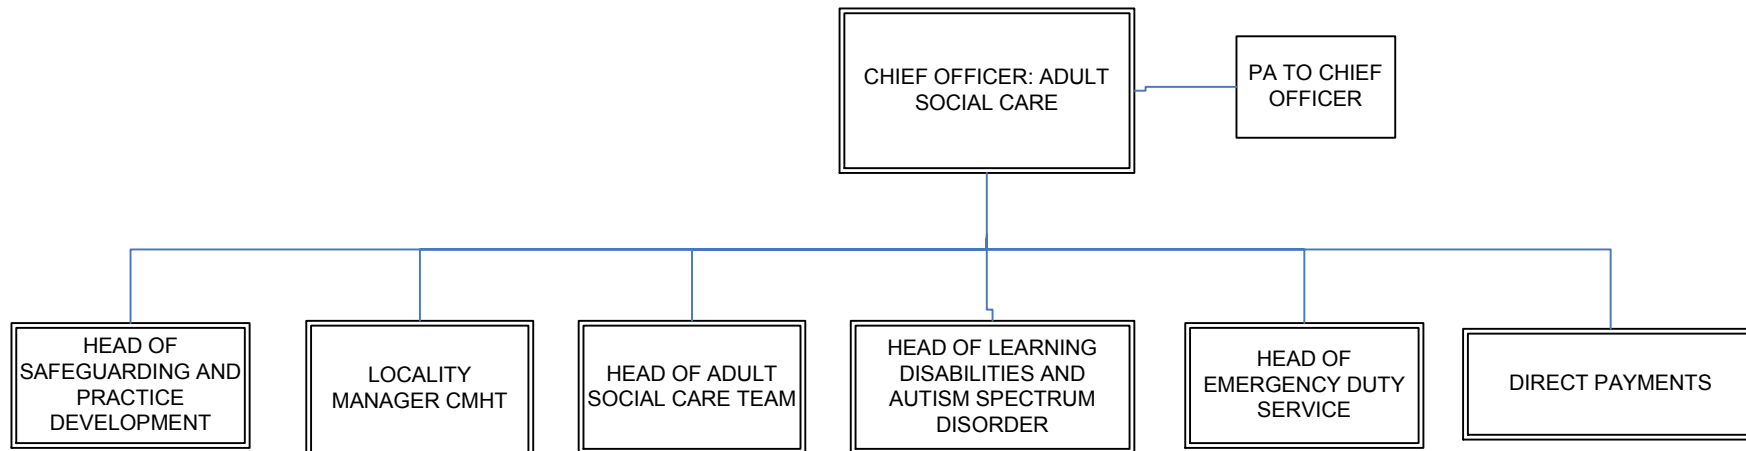 CHIEF OFFICER: ADULT
SOCIAL CARE
PA TO CHIEF
OFFICER
HEAD OF
SAFEGUARDING AND
PRACTICE
DEVELOPMENT
LOCALITY
MANAGER CMHT
HEAD OF ADULT
SOCIAL CARE TEAM
HEAD OF LEARNING
DISABILITIES AND
AUTISM SPECTRUM
DISORDER
HEAD OF
EMERGENCY DUTY
SERVICE
DIRECT PAYMENTS